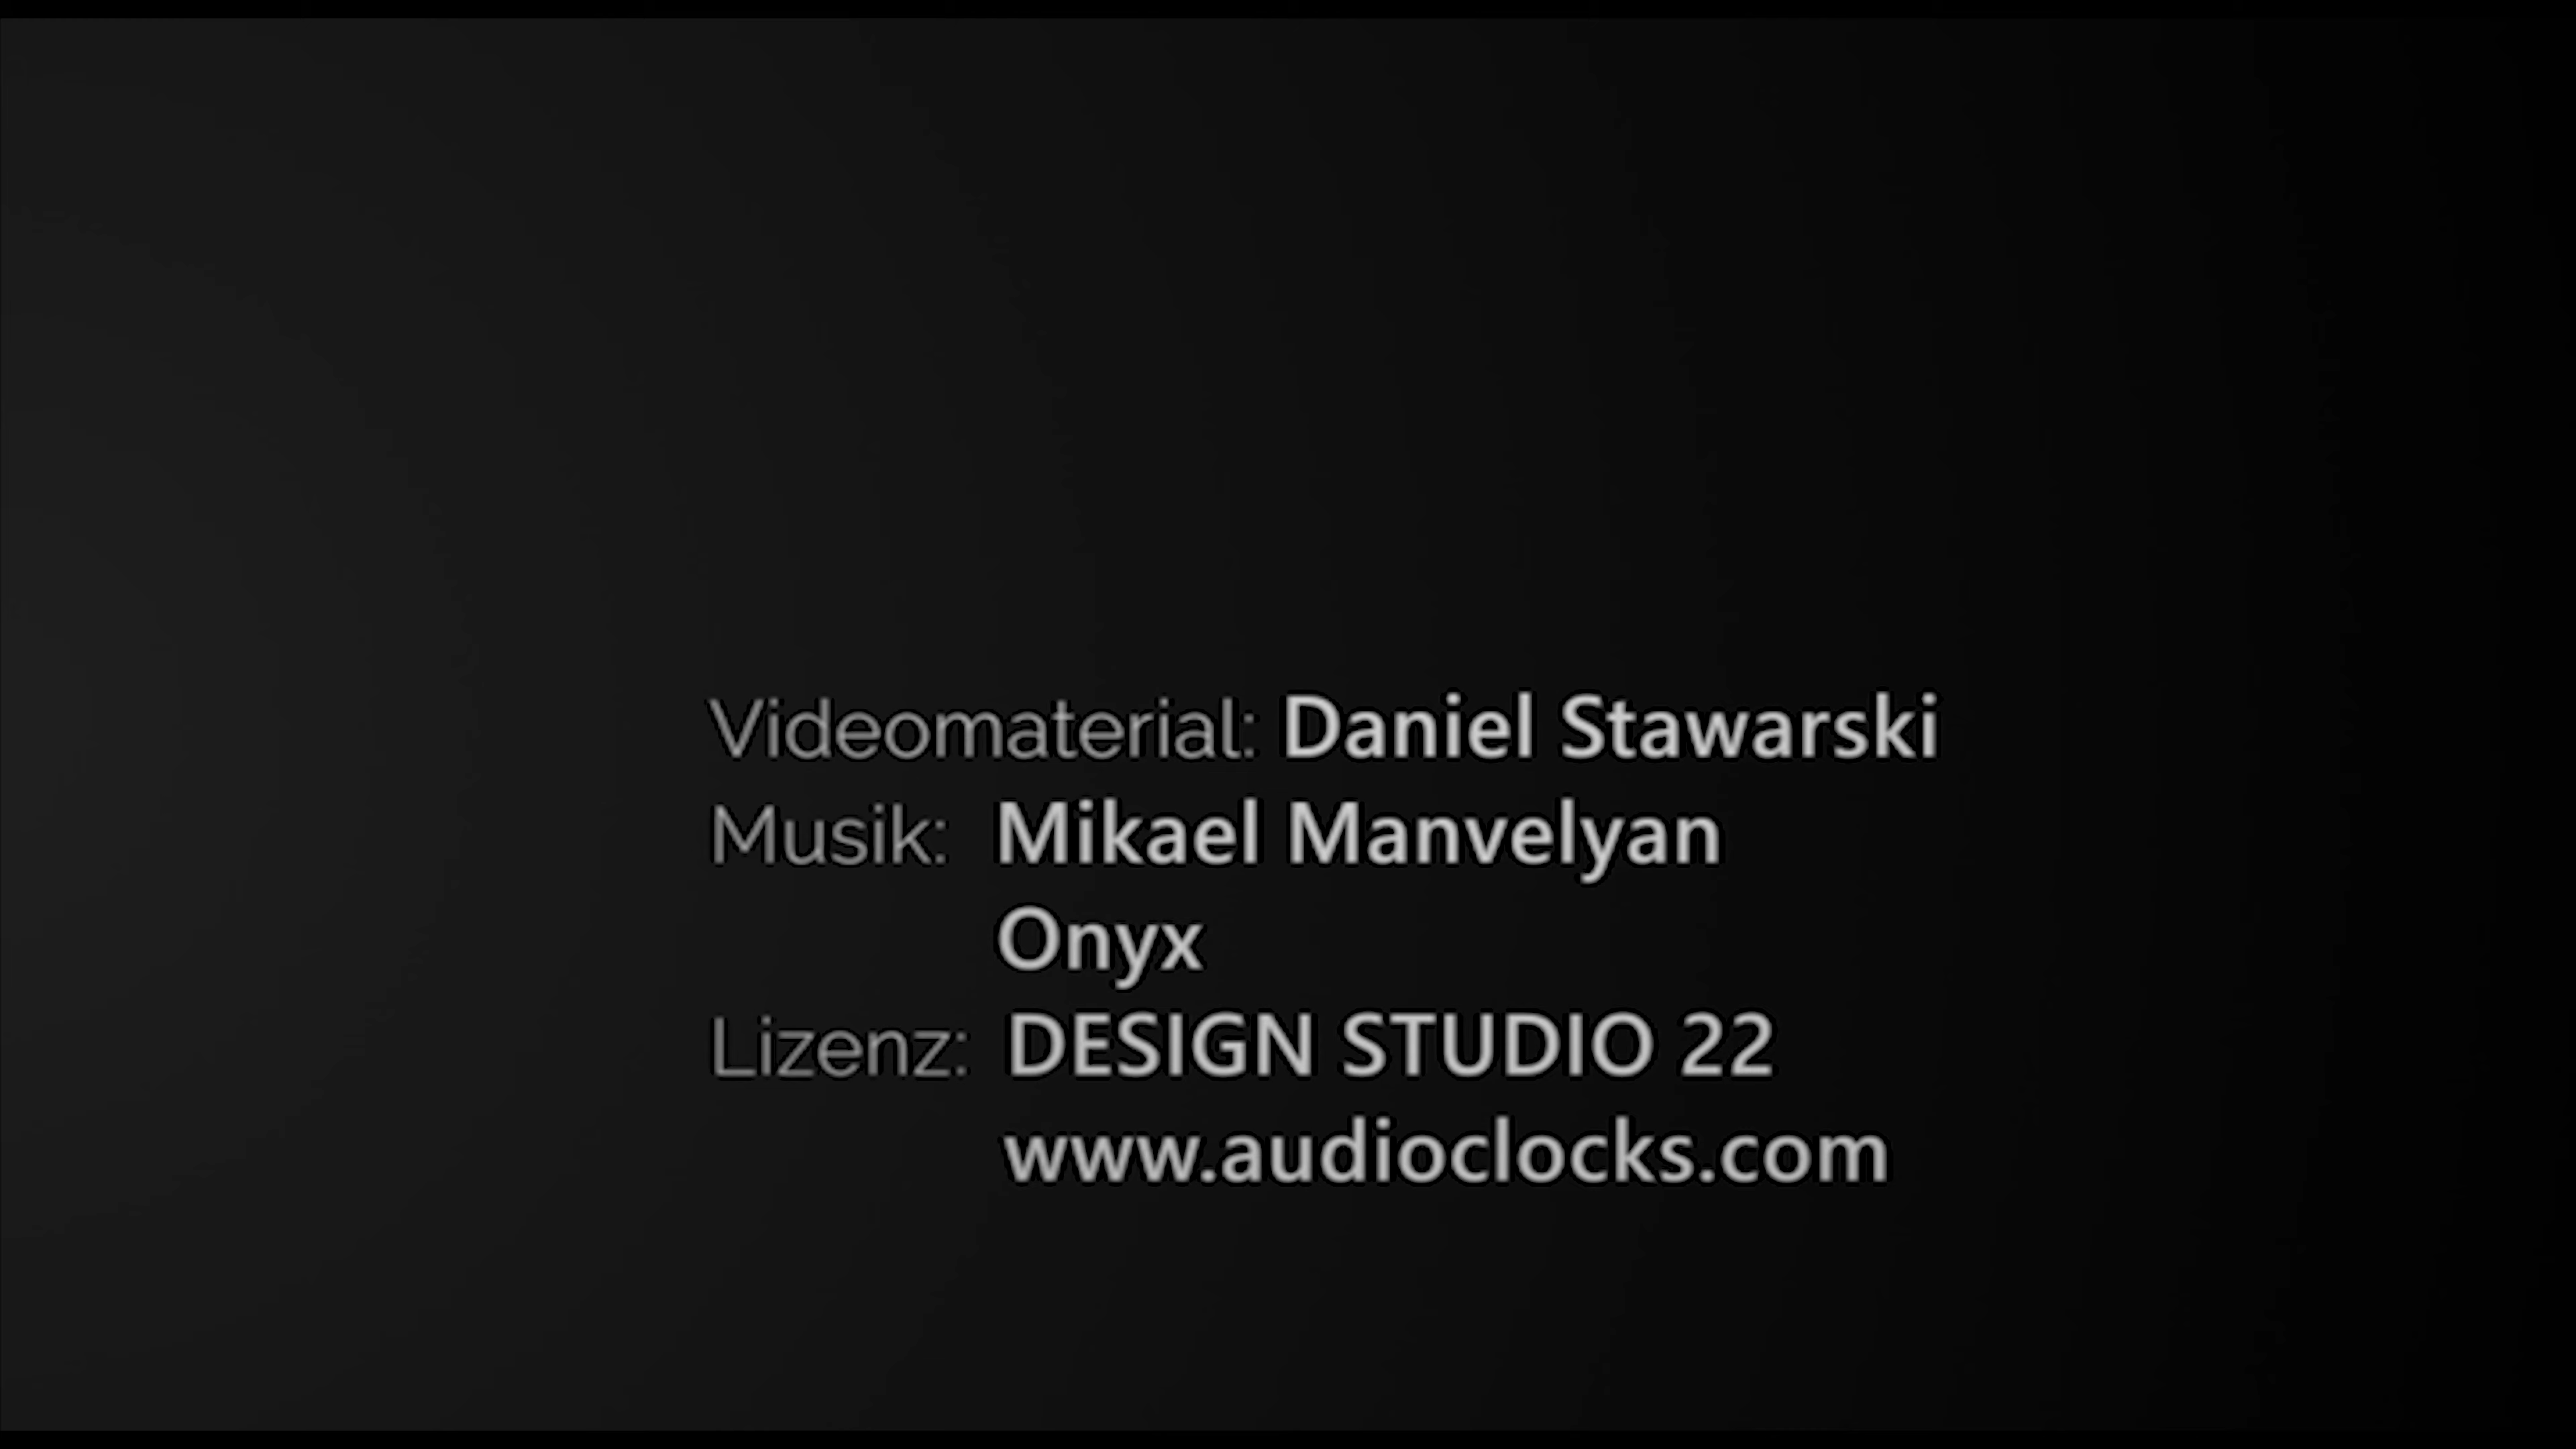 Videomaterial: Daniel Stawarski
Musik: Mikael Manvelyan
Onyx
Lizenz: DESIGN STUDIO 22
www.audioclocks.com